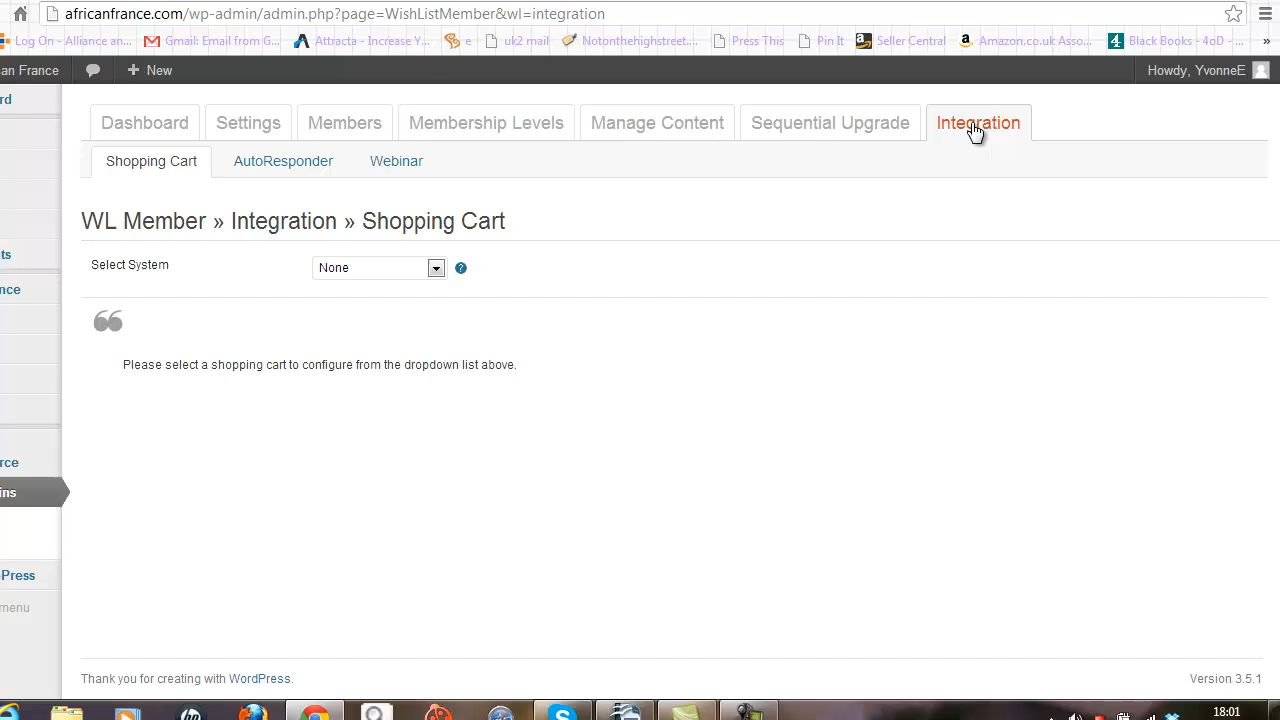 africanfrance.com/wp-admin/admin.php?page=WishListMember&wl=integration
Log On - Alliance an... Gmail: Email from G... Attracta - Increase Y... e uk2 mail Notonthehighstreet.... Press This Pin It Seller Central Amazon.co.uk Asso... Black Books - 4oD - ... »
an France + New Howdy, YvonneE
rd
Dashboard Settings Members Membership Levels Manage Content Sequential Upgrade Integration
Shopping Cart AutoResponder Webinar
WL Member » Integration » Shopping Cart
ts
Select System None ?
nce
Please select a shopping cart to configure from the dropdown list above.
rce
ins
Press
menu
Thank you for creating with WordPress. Version 3.5.1
18:01